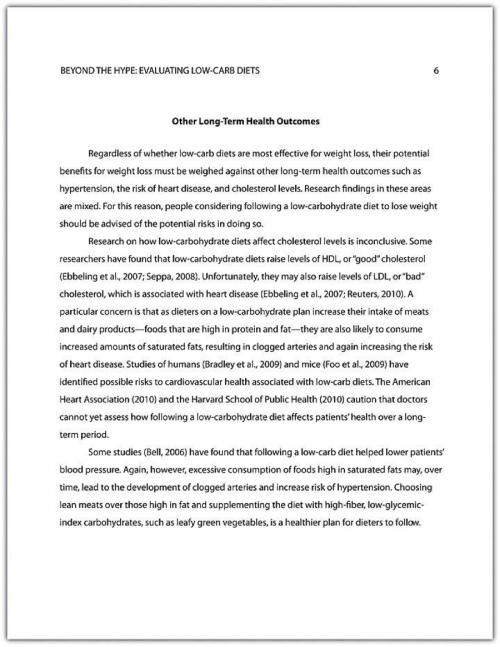 BEYOND THE HYPE: EVALUATING LOW-CARB DIETS 6
Other Long-Term Health Outcomes
Regardless of whether low-carb diets are most effective for weight loss, their potential
benefits for weight loss must be weighed against other long-term health outcomes such as
hypertension, the risk of heart disease, and cholesterol levels. Research findings in these areas
are mixed. For this reason, people considering following a low-carbohydrate diet to lose weight
should be advised of the potential risks in doing so.
Research on how low-carbohydrate diets affect cholesterol levels is inconclusive. Some
researchers have found that low-carbohydrate diets raise levels of HDL, or “good” cholesterol
(Ebbeling et al., 2007; Seppa, 2008). Unfortunately, they may also raise levels of LDL, or “bad”
cholesterol, which is associated with heart disease (Ebbeling et al., 2007; Reuters, 2010). A
particular concern is that as dieters on a low-carbohydrate plan increase their intake of meats
and dairy products—foods that are high in protein and fat—they are also likely to consume
increased amounts of saturated fats, resulting in clogged arteries and again increasing the risk
of heart disease. Studies of humans (Bradley et al., 2009) and mice (Foo et al., 2009) have
identified possible risks to cardiovascular health associated with low-carb diets. The American
Heart Association (2010) and the Harvard School of Public Health (2010) caution that doctors
cannot yet assess how following a low-carbohydrate diet affects patients’ health over a long-
term period.
Some studies (Bell, 2006) have found that following a low-carb diet helped lower patients’
blood pressure. Again, however, excessive consumption of foods high in saturated fats may, over
time, lead to the development of clogged arteries and increase risk of hypertension. Choosing
lean meats over those high in fat and supplementing the diet with high-fiber, low-glycemic-
index carbohydrates, such as leafy green vegetables, is a healthier plan for dieters to follow.